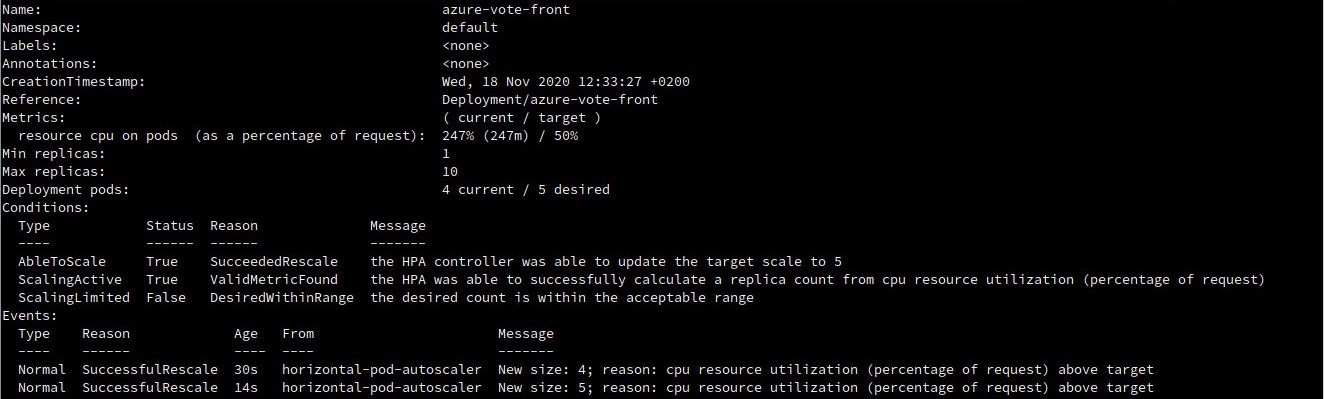 Name:                                                  azure-vote-front
Namespace:                                             default
Labels:                                                <none>
Annotations:                                           <none>
CreationTimestamp:                                     Wed, 18 Nov 2020 12:33:27 +0200
Reference:                                             Deployment/azure-vote-front
Metrics:                                               ( current / target )
  resource cpu on pods  (as a percentage of request):  247% (247m) / 50%
Min replicas:                                          1
Max replicas:                                          10
Deployment pods:                                       4 current / 5 desired
Conditions:
  Type            Status  Reason              Message
  ----            ------  ------              -------
  AbleToScale     True    SucceededRescale    the HPA controller was able to update the target scale to 5
  ScalingActive   True    ValidMetricFound    the HPA was able to successfully calculate a replica count from cpu resource utilization (percentage of request)
  ScalingLimited  False   DesiredWithinRange  the desired count is within the acceptable range
Events:
  Type    Reason             Age   From                       Message
  ----    ------             ----  ----                       -------
  Normal  SuccessfulRescale  30s   horizontal-pod-autoscaler  New size: 4; reason: cpu resource utilization (percentage of request) above target
  Normal  SuccessfulRescale  14s   horizontal-pod-autoscaler  New size: 5; reason: cpu resource utilization (percentage of request) above target